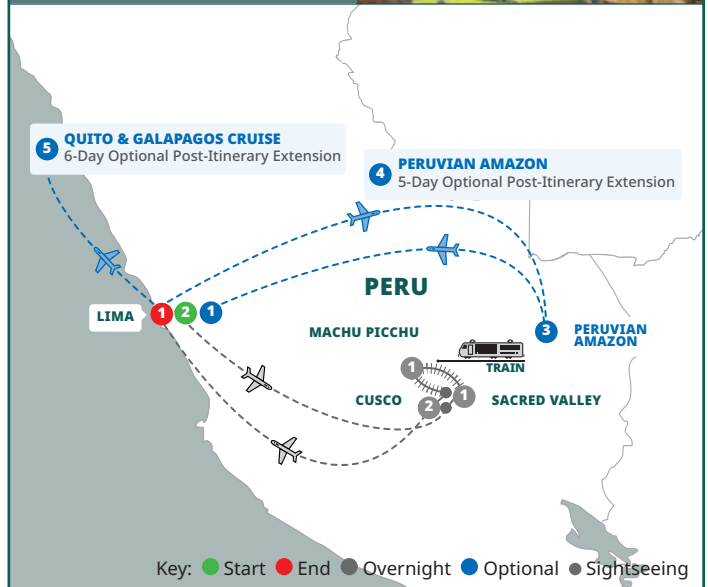 5 QUITO & GALAPAGOS CRUISE
6-Day Optional Post-Itinerary Extension
4 PERUVIAN AMAZON
5-Day Optional Post-Itinerary Extension
PERU
LIMA 1 2 1
MACHU PICCHU
3 PERUVIAN
AMAZON
TRAIN
1
CUSCO 2 1 SACRED VALLEY
Key: Start End Overnight Optional Sightseeing